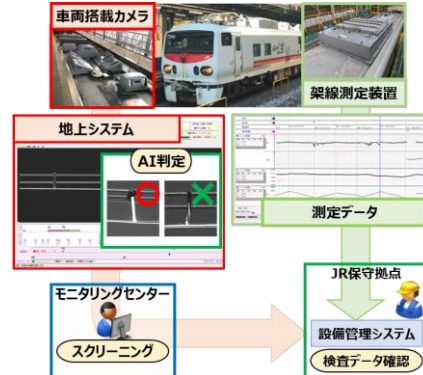 車両搭載カメラ
架線測定装置
地上システム
AI判定
測定データ
JR保守拠点
モニタリングセンター
スクリーニング
設備管理システム
検査データ確認